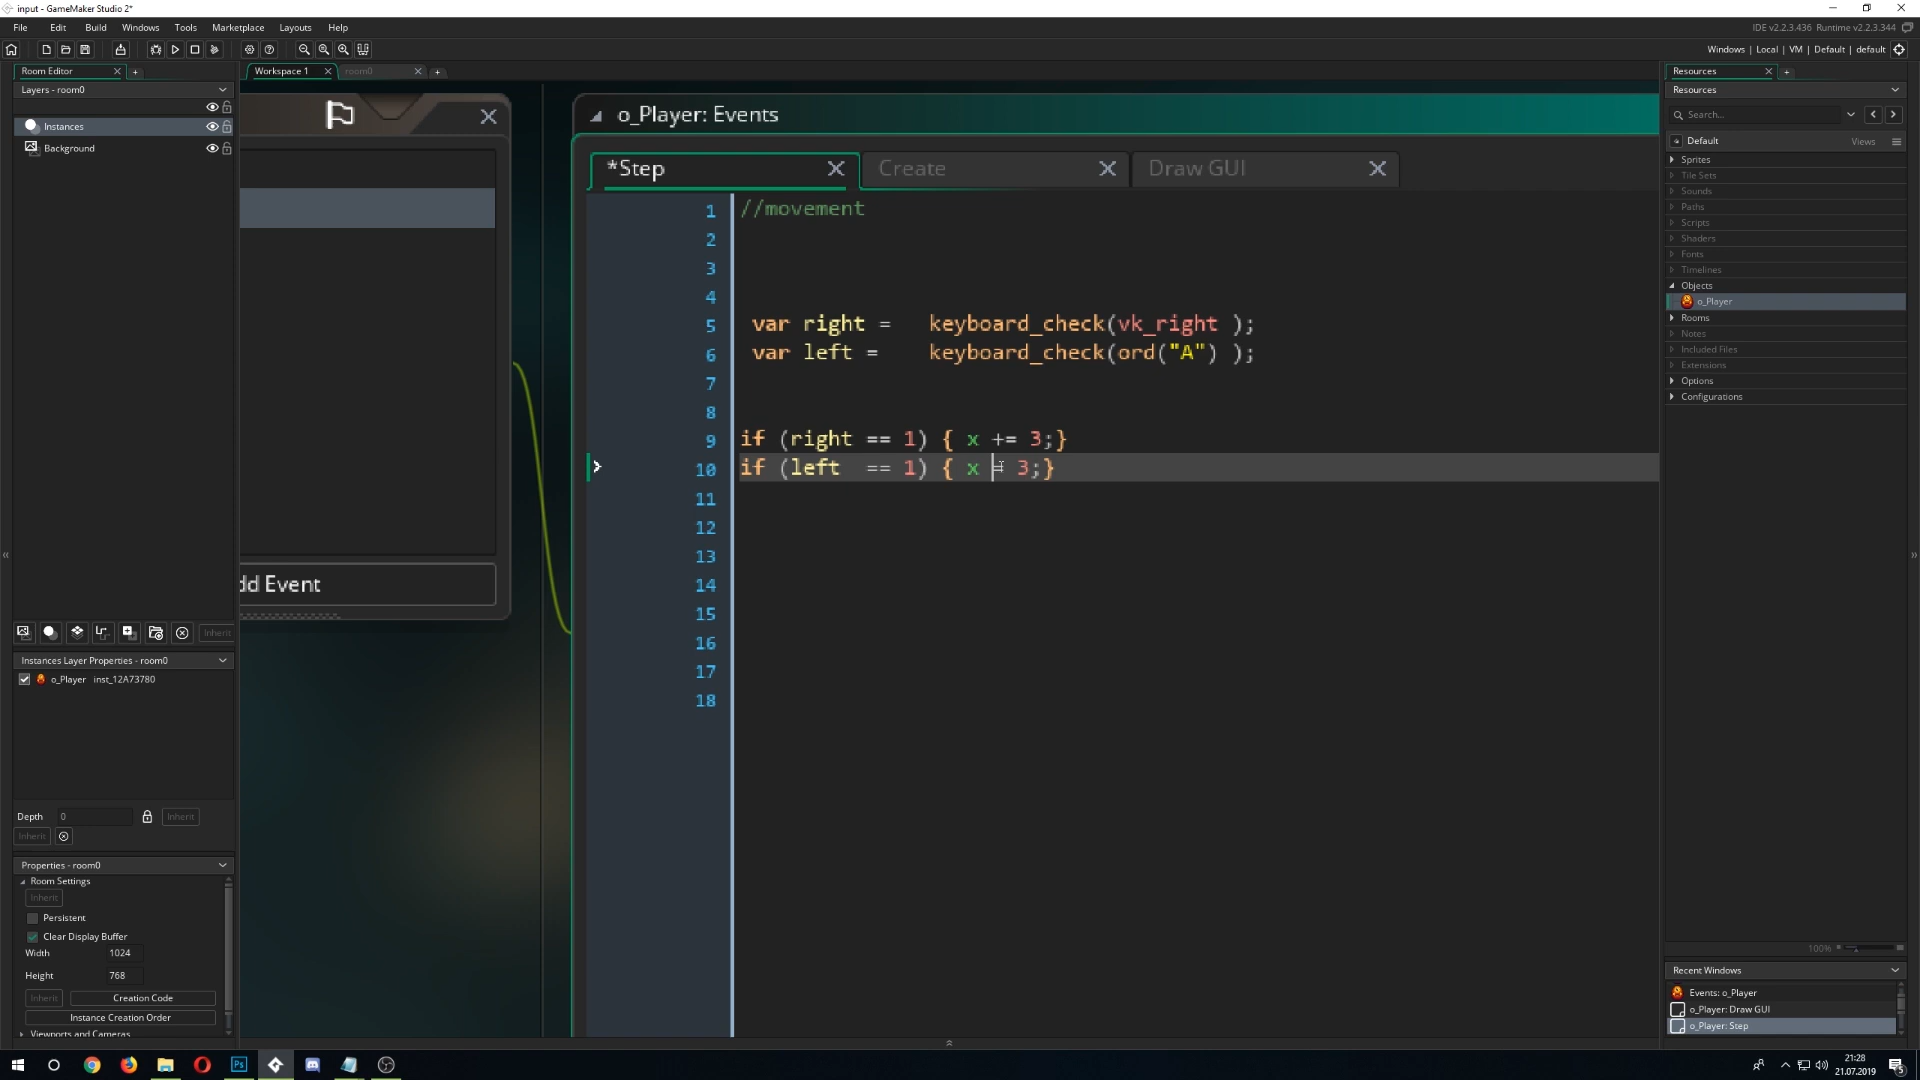 input - GameMaker Studio 2*
File Edit Build Windows Tools Marketplace Layouts Help
IDE v2.2.3.436 Runtime v2.2.3.344
Windows | Local | VM | Default | default
Room Editor
Workspace 1
room0
Resources
Layers - room0
Resources
Search...
Instances
Background
Default
Views
Sprites
Tile Sets
Sounds
Paths
Scripts
Shaders
Fonts
Timelines
Objects
o_Player
Rooms
Notes
Included Files
Extensions
Options
Configurations
dd Event
o_Player: Events
*Step
Create
Draw GUI
1 //movement
2
3
4
5 var right = keyboard_check(vk_right );
6 var left = keyboard_check(ord("A") );
7
8
9 if (right == 1) { x += 3;}
10 if (left == 1) { x = 3;}
11
12
13
14
15
16
17
18
Inherit
Instances Layer Properties - room0
o_Player inst_12A73780
Depth 0 Inherit
Inherit
Properties - room0
Room Settings
Inherit
Persistent
Clear Display Buffer
Width 1024
Height 768
Inherit Creation Code
Instance Creation Order
Viewports and Cameras
100%
Recent Windows
Events: o_Player
o_Player: Draw GUI
o_Player: Step
Ps
21:28
21.07.2019
5